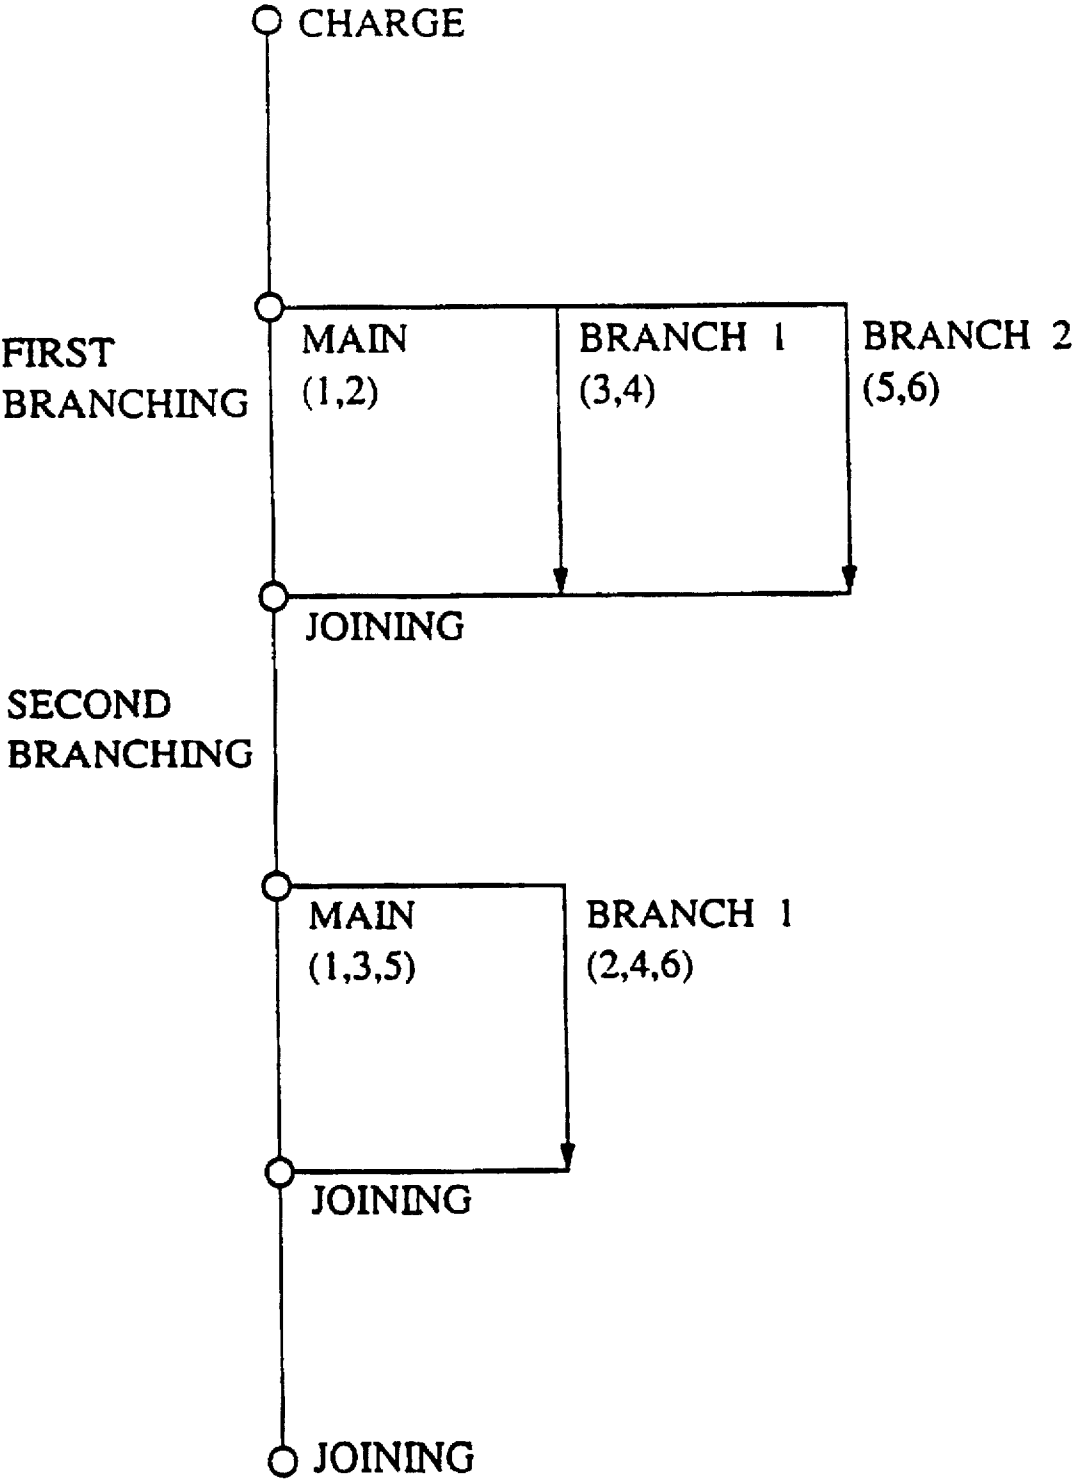 CHARGE
FIRST
BRANCHING
MAIN
(1,2)
BRANCH 1
(3,4)
BRANCH 2
(5,6)
JOINING
SECOND
BRANCHING
MAIN
(1,3,5)
BRANCH 1
(2,4,6)
JOINING
JOINING